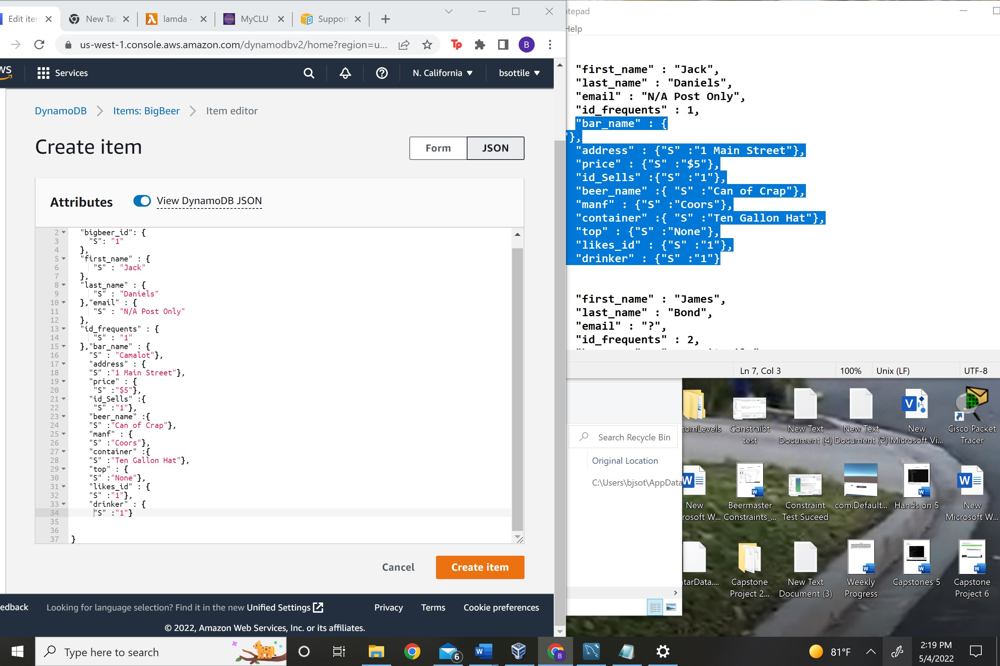 Edit iter
New Tab
lamda -
MyCLU
Support
us-west-1.console.aws.amazon.com/dynamodbv2/home?region=u...
Tp
B
Services
N. California
bsottile
DynamoDB
Items: BigBeer
Item editor
Create item
Form
JSON
Attributes
View DynamoDB JSON
2 "bigbeer_id": {
3 "S": "1"
4 },
5 "first_name" : {
6 "S" : "Jack"
7 },
8 "last_name" : {
9 "S" : "Daniels"
10 },"email" : {
11 "S" : "N/A Post Only"
12 },
13 "id_frequents" : {
14 "S" : "1"
15 },"bar_name" : {
16 "S" : "Camalot"},
17 "address" : {
18 "S" :"1 Main Street"},
19 "price" : {
20 "S" :"$5"},
21 "id_Sells" :{
22 "S" :"1"},
23 "beer_name" :{
24 "S" :"Can of Crap"},
25 "manf" : {
26 "S" :"Coors"},
27 "container" :{
28 "S" :"Ten Gallon Hat"},
29 "top" : {
30 "S" :"None"},
31 "likes_id" : {
32 "S" :"1"},
33 "drinker" : {
34 "S" :"1"}
35
36
37 }
Cancel
Create item
edback
Looking for language selection? Find it in the new Unified Settings
Privacy
Terms
Cookie preferences
© 2022, Amazon Web Services, Inc. or its affiliates.
otepad
Help
"first_name" : "Jack",
"last_name" : "Daniels",
"email" : "N/A Post Only",
"id_frequents" : 1,
"bar_name" : {
"},
"address" : {"S" :"1 Main Street"},
"price" : {"S" :"$5"},
"id_Sells" :{"S" :"1"},
"beer_name" :{ "S" :"Can of Crap"},
"manf" : {"S" :"Coors"},
"container" :{ "S" :"Ten Gallon Hat"},
"top" : {"S" :"None"},
"likes_id" : {"S" :"1"},
"drinker" : {"S" :"1"}
"first_name" : "James",
"last_name" : "Bond",
"email" : "?",
"id_frequents" : 2,
Ln 7, Col 3
100%
Unix (LF)
UTF-8
Search Recycle Bin
Original Location
C:\Users\bjsot\AppData
tomLevels
Constraibt
test
New Text
Document (4)
New Text
Document (2)
New
Microsoft Vi...
Cisco Packet
Tracer
New
rosoft W...
Beermaster
Constraints_...
Constraint
Test Suceed
com.Default...
Hands on 5
New
Microsoft W...
tarData....
Capstone
Project 2...
New Text
Document (3)
Weekly
Progress
Capstones 5
Capstone
Project 6
Type here to search
6
B
81°F
2:19 PM
5/4/2022